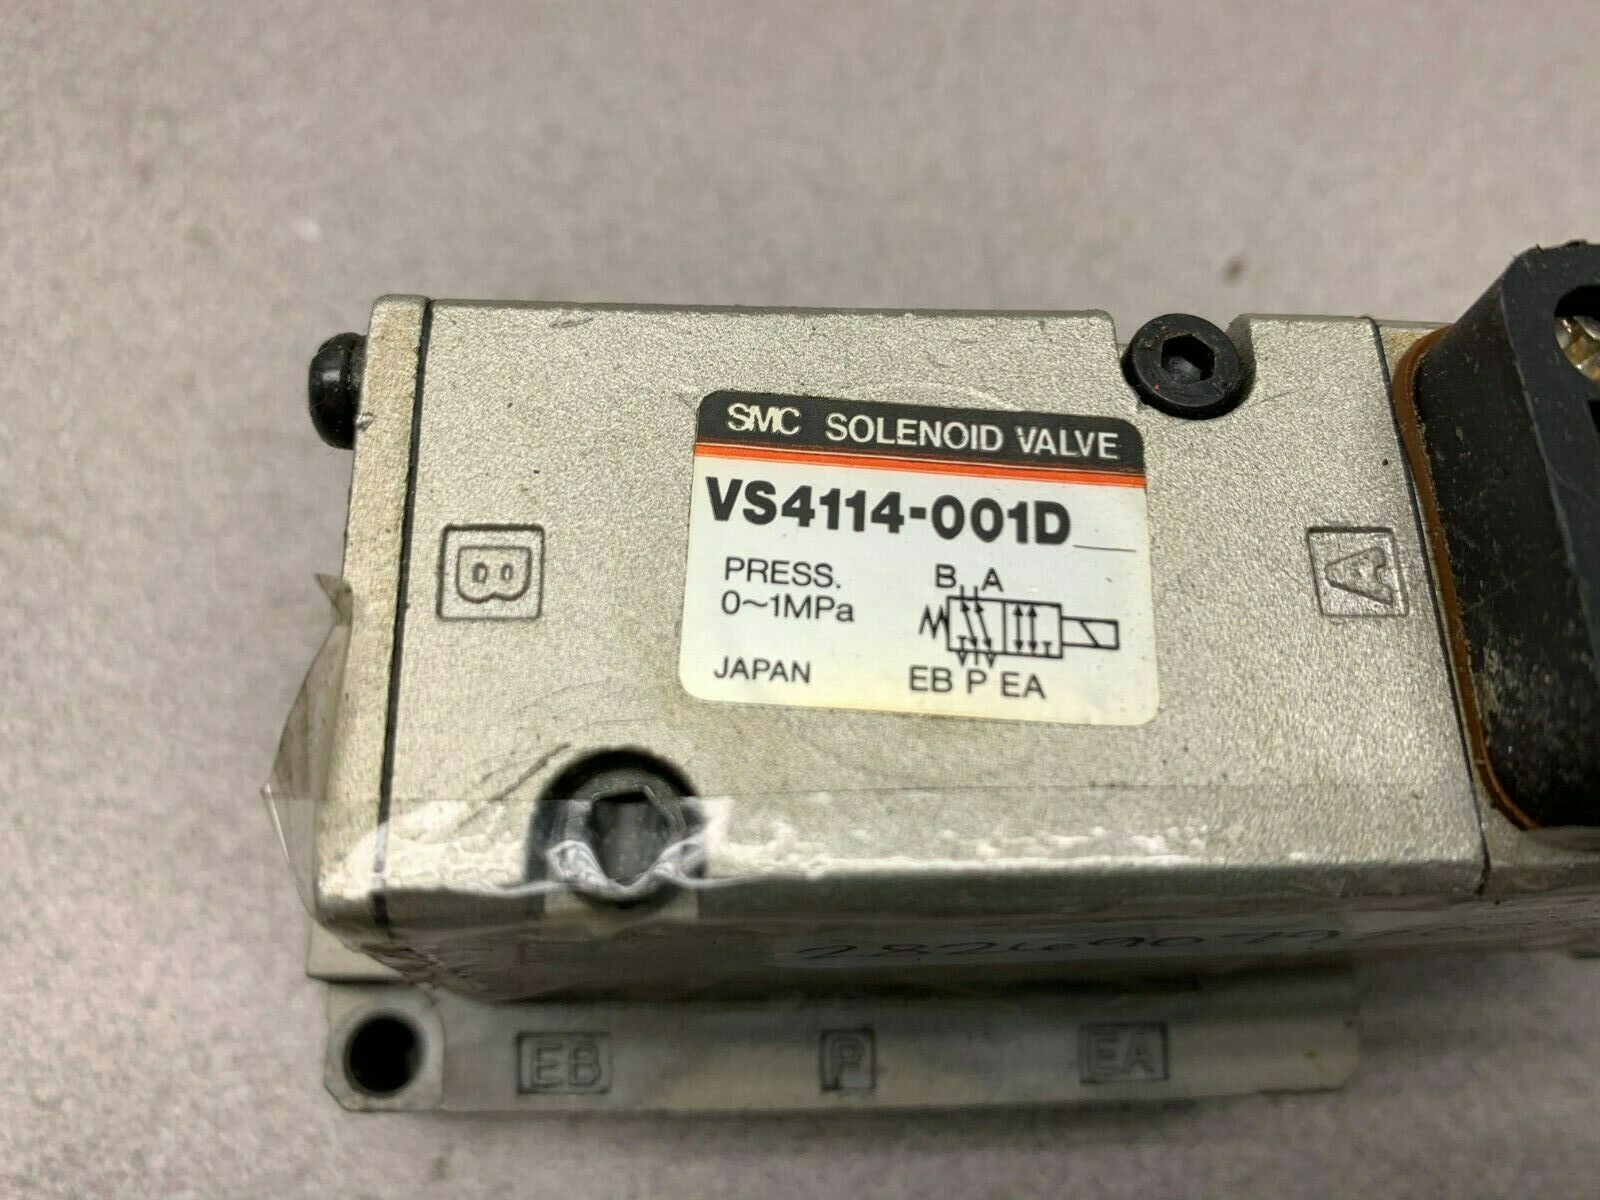 SMC SOLENOID VALVE
VS4114-001D
PRESS.
0~1MPa
B A
EB P EA
JAPAN
B
A
EB P EA